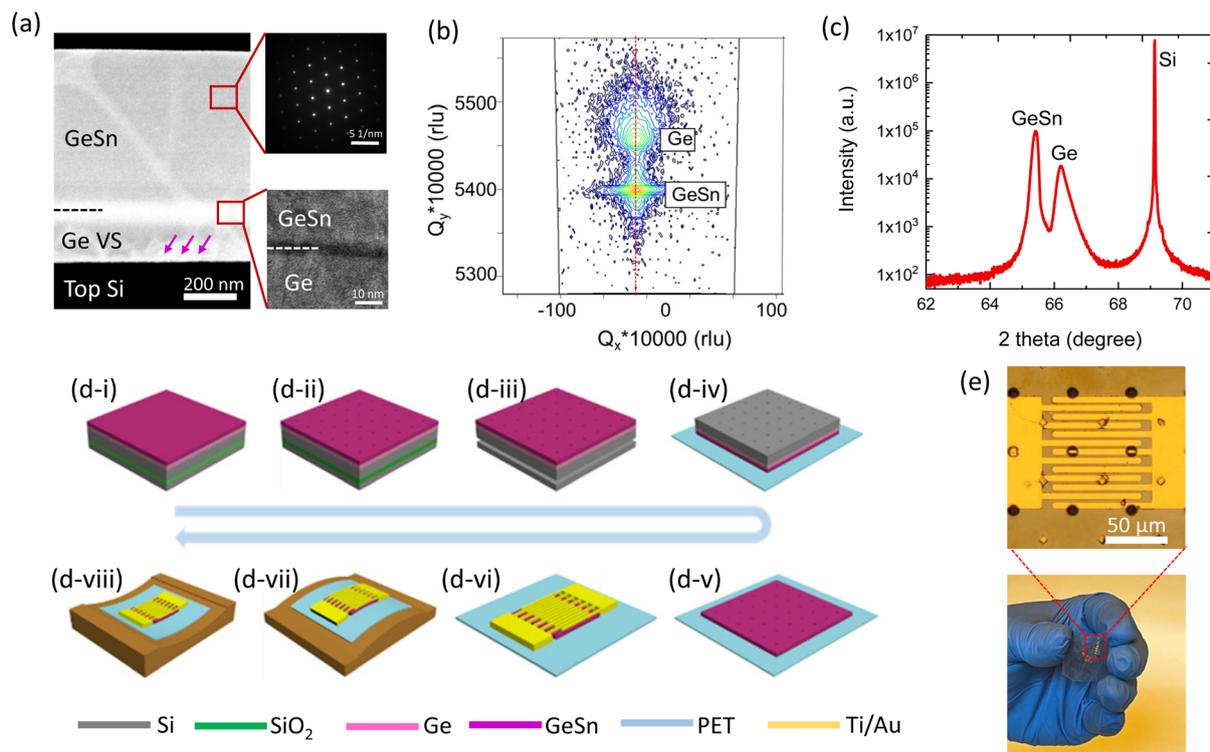 (a)
GeSn
Ge VS
Top Si
200 nm
5 1/nm
GeSn
Ge
10 nm
(b)
Q_y*10000 (rlu)
5500
5400
5300
Ge
GeSn
-100
0
100
Q_x*10000 (rlu)
(c)
Intensity (a.u.)
1x10^7
1x10^6
1x10^5
1x10^4
1x10^3
1x10^2
GeSn
Ge
Si
62
64
66
68
70
2 theta (degree)
(d-i)
(d-ii)
(d-iii)
(d-iv)
(d-viii)
(d-vii)
(d-vi)
(d-v)
Si
SiO₂
Ge
GeSn
PET
Ti/Au
(e)
50 µm